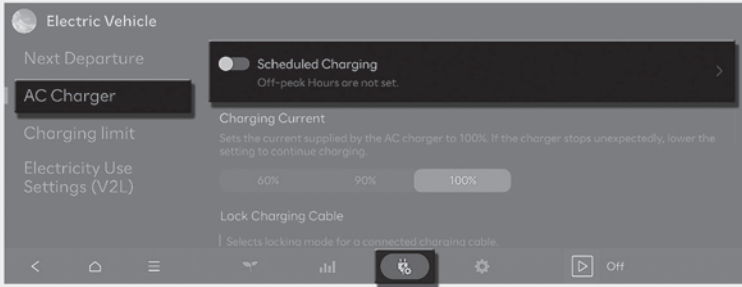 Electric Vehicle
Next Departure
AC Charger
Charging limit
Electricity Use
Settings (V2L)
Scheduled Charging
Off-peak Hours are not set.
Charging Current
Sets the current supplied by the AC charger to 100%. If the charger stops unexpectedly, lower the
setting to continue charging.
60% 90% 100%
Lock Charging Cable
Selects locking mode for a connected charging cable.
Off